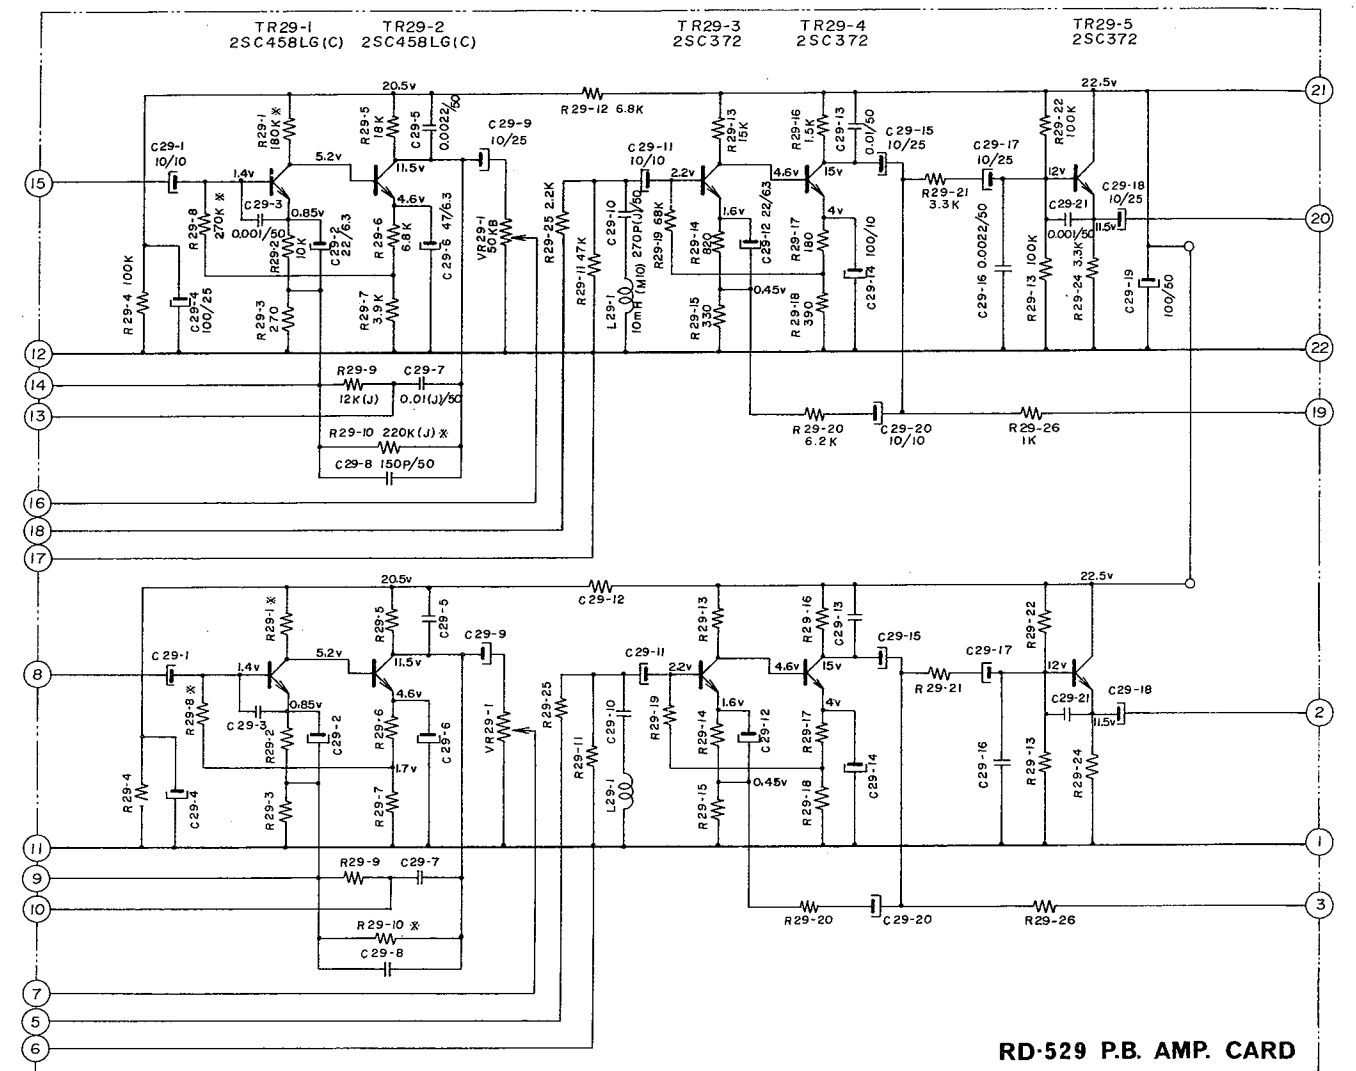 TR29-1
2SC458LG(C)
TR29-2
2SC458LG(C)
TR29-3
2SC372
TR29-4
2SC372
TR29-5
2SC372
20.5v
22.5v
21
R29-12 6.8K
R29-1
180K ※
R29-5
18K
C29-5
0.0022/50
C29-9
10/25
R29-13
15K
R29-16
1.5K
C29-13
0.01/50
C29-15
10/25
R29-22
100K
C29-1
10/10
5.2v
11.5v
C29-11
10/10
4.6v
15v
C29-17
10/25
15
1.4v
2.2v
12v
C29-18
10/25
R29-8
270K ※
C29-3
0.001/50
0.85v
C29-2
22/6.3
4.6v
R29-2
10K
R29-6
6.8K
C29-6 47/6.3
VR29-1
50KB
R29-25 2.2K
R29-11 47K
C29-10 270P(J)/50
L29-1
10mH (M10)
R29-19 68K
1.6v
R29-14
820
C29-12 22/63
4v
R29-17
180
C29-14 100/10
R29-21
3.3K
C29-16 0.0022/50
C29-21
0.001/50
11.5v
20
R29-13 100K
R29-24 3.3K
C29-19
100/50
R29-4 100K
C29-4
100/25
R29-3
270
R29-7
3.9K
R29-15
330
0.45v
R29-18
390
12
22
14
R29-9
12K(J)
C29-7
0.01(J)/50
13
19
R29-20
6.2K
C29-20
10/10
R29-26
1K
R29-10 220K(J)※
C29-8 150P/50
16
18
17
20.5v
C29-12
22.5v
R29-1※
R29-5
C29-5
C29-9
R29-13
R29-16
C29-13
C29-15
R29-22
C29-1
5.2v
11.5v
C29-11
4.6v
15v
C29-17
8
1.4v
2.2v
12v
R29-8 ※
C29-3
0.85v
R29-2
C29-2
4.6v
R29-6
C29-6
VR29-1
R29-25
R29-11
C29-10
L29-1
R29-19
1.6v
R29-14
C29-12
4v
R29-17
C29-14
R29-21
C29-16
C29-21
11.5v
C29-18
2
R29-13
R29-24
1.7v
R29-4
C29-4
R29-3
R29-7
R29-15
0.45v
R29-18
11
1
9
R29-9
C29-7
10
3
R29-20
C29-20
R29-26
R29-10 ※
C29-8
7
5
6
RD-529 P.B. AMP. CARD